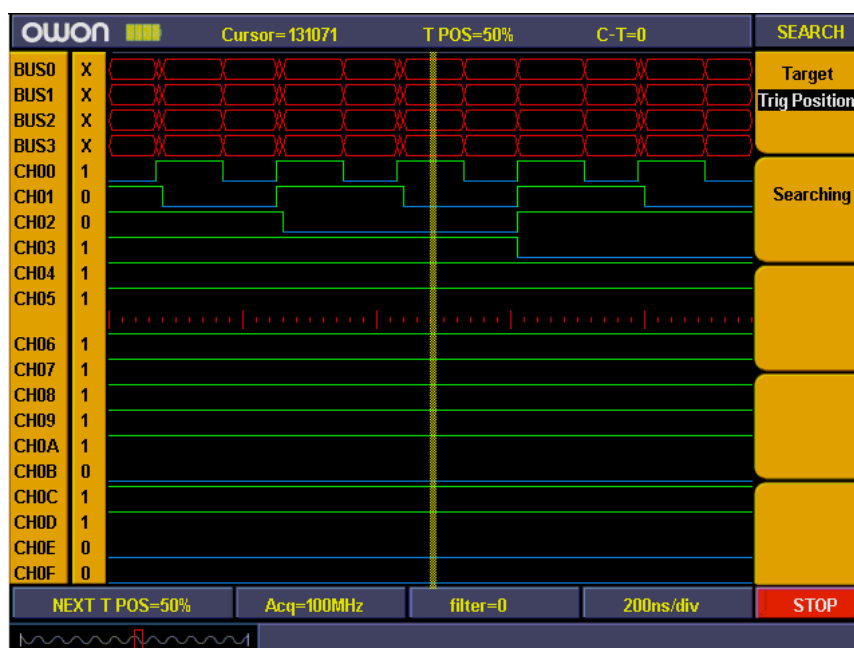 owon Cursor=131071 T POS=50% C-T=0 SEARCH
Target
Trig Position
Searching
BUS0 X
BUS1 X
BUS2 X
BUS3 X
CH00 1
CH01 0
CH02 0
CH03 1
CH04 1
CH05 1
CH06 1
CH07 1
CH08 1
CH09 1
CH0A 1
CH0B 0
CH0C 1
CH0D 1
CH0E 0
CH0F 0
NEXT T POS=50% Acq=100MHz filter=0 200ns/div STOP